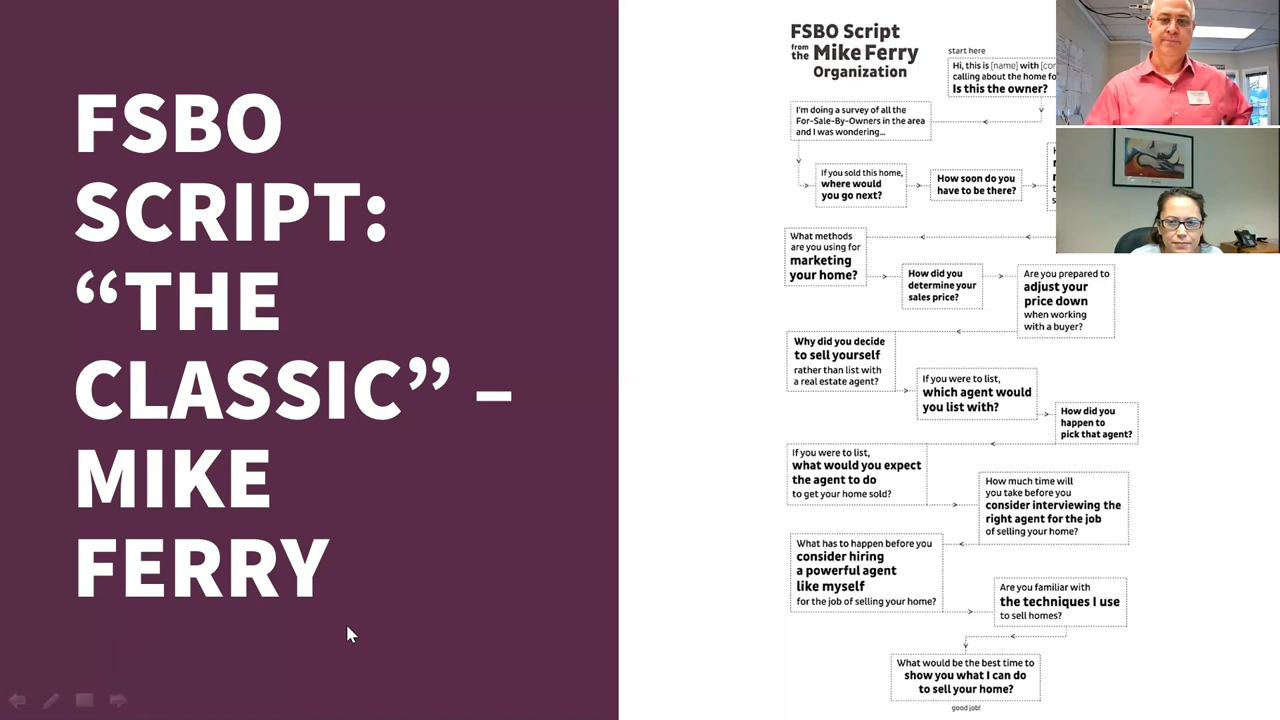 FSBO
SCRIPT:
“THE
CLASSIC” –
MIKE
FERRY
FSBO Script
from the Mike Ferry
Organization
start here
Hi, this is [name] with
calling about the home
Is this the owner?
I'm doing a survey of all the
For-Sale-By-Owners in the area
and I was wondering...
If you sold this home,
where would
you go next?
How soon do you
have to be there?
What methods
are you using for
marketing
your home?
How did you
determine your
sales price?
Are you prepared to
adjust your
price down
when working
with a buyer?
Why did you decide
to sell yourself
rather than list with
a real estate agent?
If you were to list,
which agent would
you list with?
How did you
happen to
pick that agent?
If you were to list,
what would you expect
the agent to do
to get your home sold?
How much time will
you take before you
consider interviewing the
right agent for the job
of selling your home?
What has to happen before you
consider hiring
a powerful agent
like myself
for the job of selling your home?
Are you familiar with
the techniques I use
to sell homes?
What would be the best time to
show you what I can do
to sell your home?
good job!